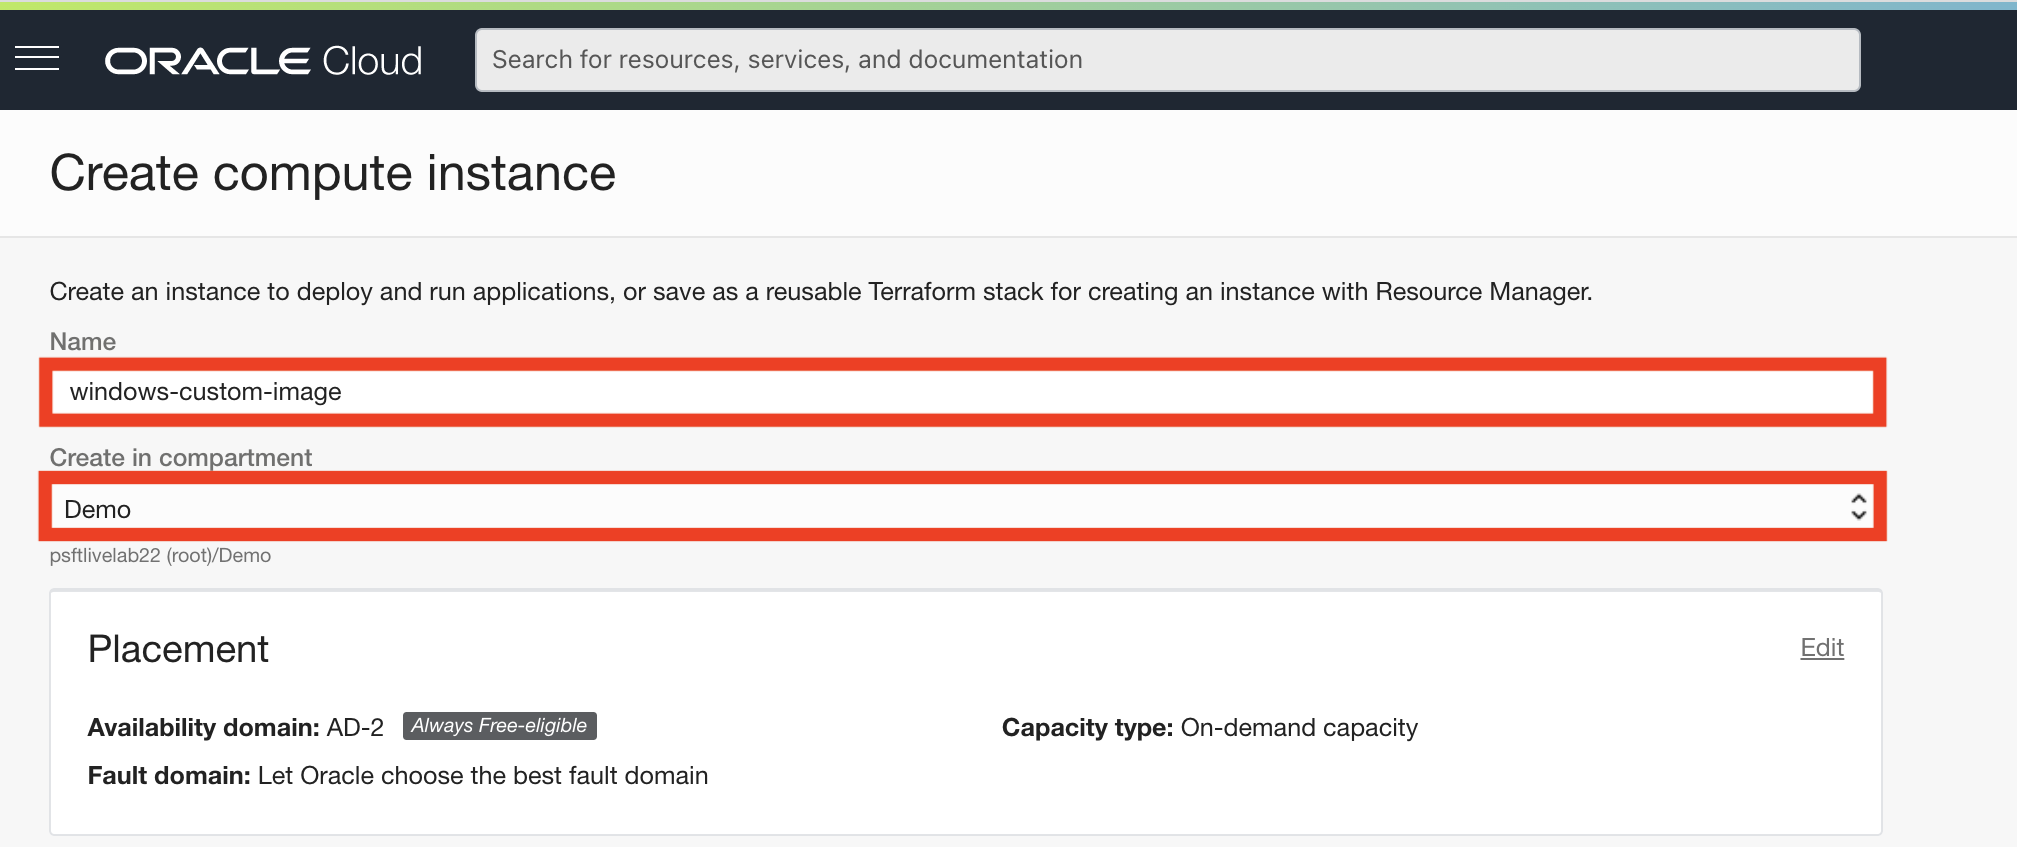 ORACLE Cloud
Search for resources, services, and documentation
Create compute instance
Create an instance to deploy and run applications, or save as a reusable Terraform stack for creating an instance with Resource Manager.
Name
windows-custom-image
Create in compartment
Demo
psftlivelab22 (root)/Demo
Placement
Edit
Availability domain: AD-2 Always Free-eligible
Capacity type: On-demand capacity
Fault domain: Let Oracle choose the best fault domain